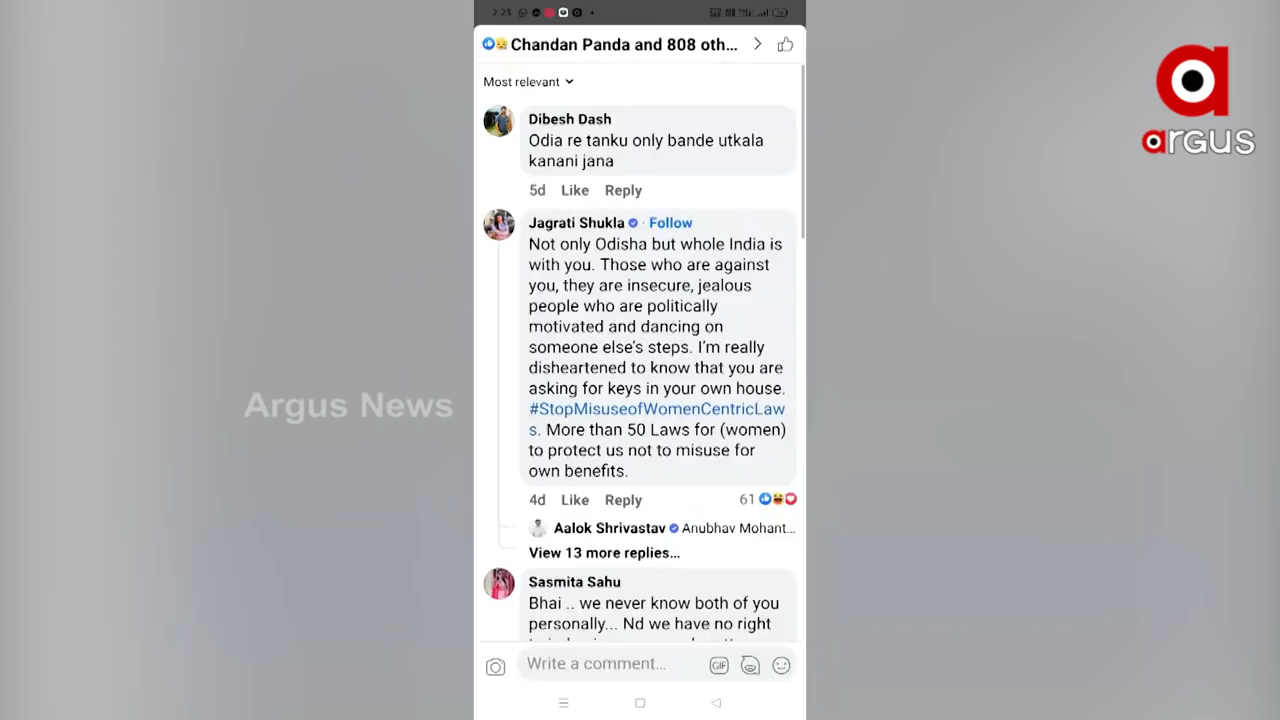 2:23
Chandan Panda and 808 oth...
Most relevant
Dibesh Dash
Odia re tanku only bande utkala
kanani jana
5d Like Reply
Jagrati Shukla · Follow
Not only Odisha but whole India is
with you. Those who are against
you, they are insecure, jealous
people who are politically
motivated and dancing on
someone else's steps. I'm really
disheartened to know that you are
asking for keys in your own house.
#StopMisuseofWomenCentricLaw
s. More than 50 Laws for (women)
to protect us not to misuse for
own benefits.
4d Like Reply 61
Aalok Shrivastav Anubhav Mohant...
View 13 more replies...
Sasmita Sahu
Bhai .. we never know both of you
personally... Nd we have no right
Write a comment...
GIF
argus
Argus News